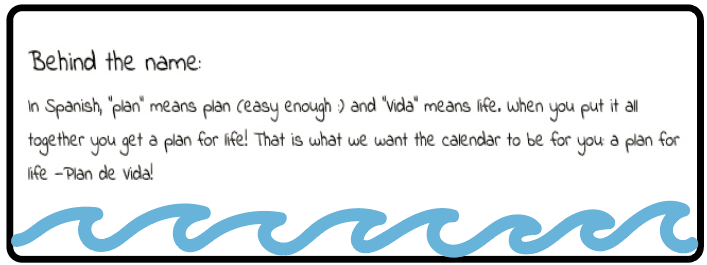 Behind the name:
In Spanish, "plan" means plan (easy enough :) and "Vida" means life. when you put it all
together you get a plan for life! That is what we want the calendar to be for you: a plan for
life -Plan de Vida!